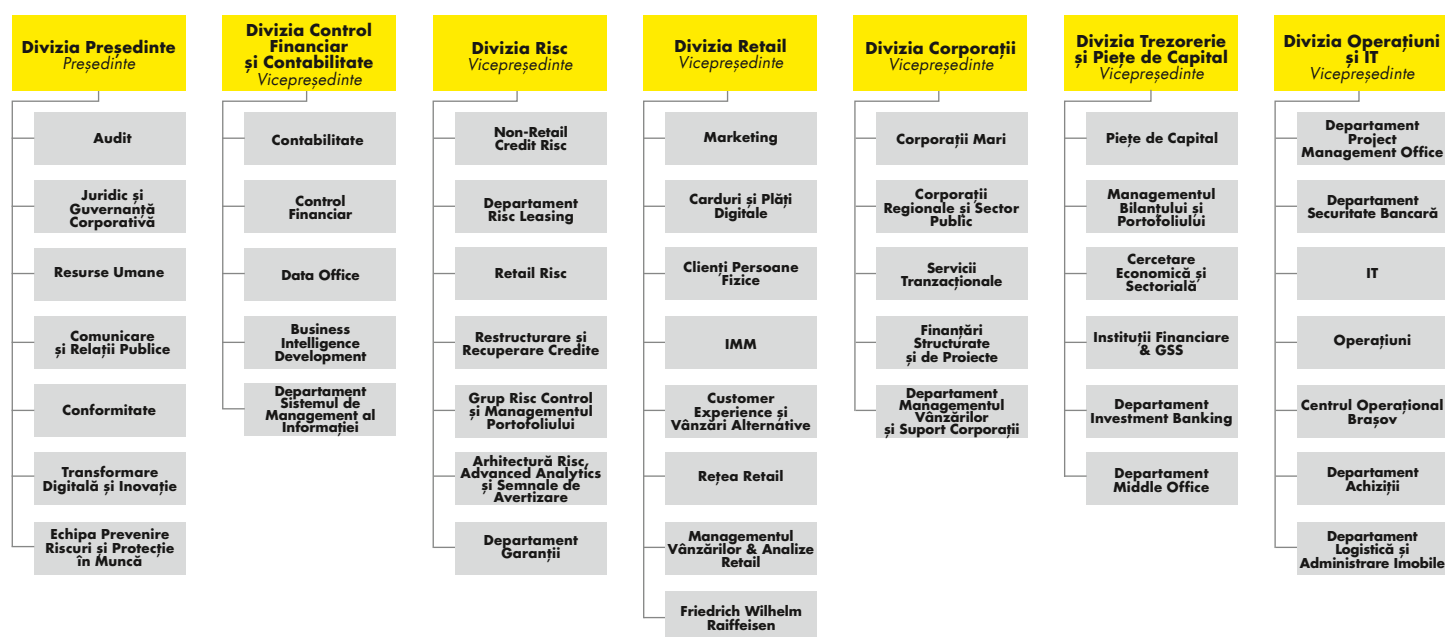 Divizia Președinte
Președinte
Audit
Juridic și
Guvernanță
Corporativă
Resurse Umane
Comunicare
și Relații Publice
Conformitate
Transformare
Digitală și Inovație
Echipa Prevenire
Riscuri și Protecție
în Muncă
Divizia Control
Financiar
și Contabilitate
Vicepreședinte
Contabilitate
Control
Financiar
Data Office
Business
Intelligence
Development
Departament
Sistemul de
Management al
Informației
Divizia Risc
Vicepreședinte
Non-Retail
Credit Risc
Departament
Risc Leasing
Retail Risc
Restructurare și
Recuperare Credite
Grup Risc Control
și Managementul
Portofoliului
Arhitectură Risc,
Advanced Analytics
și Semnale de
Avertizare
Departament
Garanții
Divizia Retail
Vicepreședinte
Marketing
Carduri și Plăți
Digitale
Clienți Persoane
Fizice
IMM
Customer
Experience și
Vânzări Alternative
Rețea Retail
Managementul
Vânzărilor & Analize
Retail
Friedrich Wilhelm
Raiffeisen
Divizia Corporații
Vicepreședinte
Corporații Mari
Corporații
Regionale și Sector
Public
Servicii
Tranzacționale
Finanțări
Structurate
și de Proiecte
Departament
Managementul
Vânzărilor
și Suport Corporații
Divizia Trezorerie
și Piețe de Capital
Vicepreședinte
Piețe de Capital
Managementul
Bilanțului și
Portofoliului
Cercetare
Economică și
Sectorială
Instituții Financiare
& GSS
Departament
Investment Banking
Departament
Middle Office
Divizia Operațiuni
și IT
Vicepreședinte
Departament
Project
Management Office
Departament
Securitate Bancară
IT
Operațiuni
Centrul Operațional
Brașov
Departament
Achiziții
Departament
Logistică și
Administrare Imobile